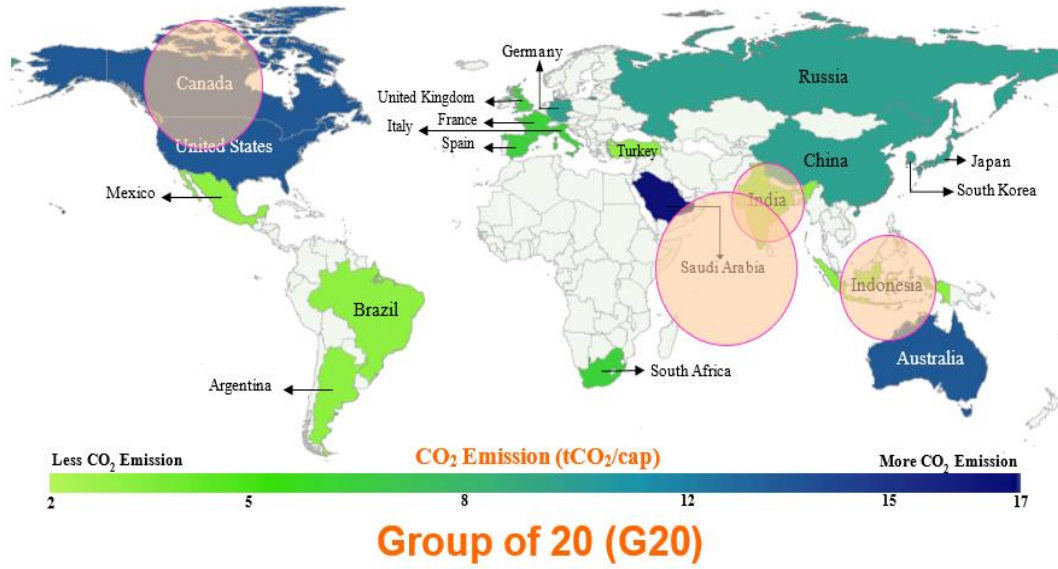 Germany
Canada
Russia
United Kingdom
France
Italy
United States
Spain
Turkey
China
Japan
South Korea
Mexico
India
Saudi Arabia
Indonesia
Brazil
Australia
South Africa
Argentina
Less CO₂ Emission
CO₂ Emission (tCO₂/cap)
More CO₂ Emission
2 5 8 12 15 17
Group of 20 (G20)